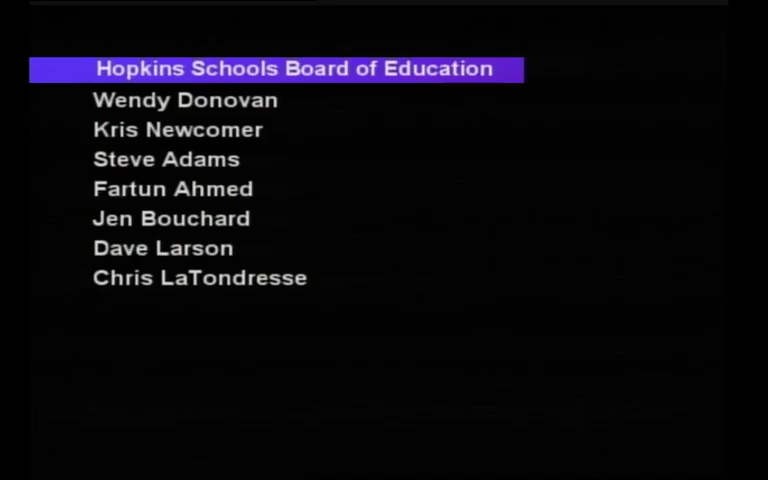 Hopkins Schools Board of Education
Wendy Donovan
Kris Newcomer
Steve Adams
Fartun Ahmed
Jen Bouchard
Dave Larson
Chris LaTondresse